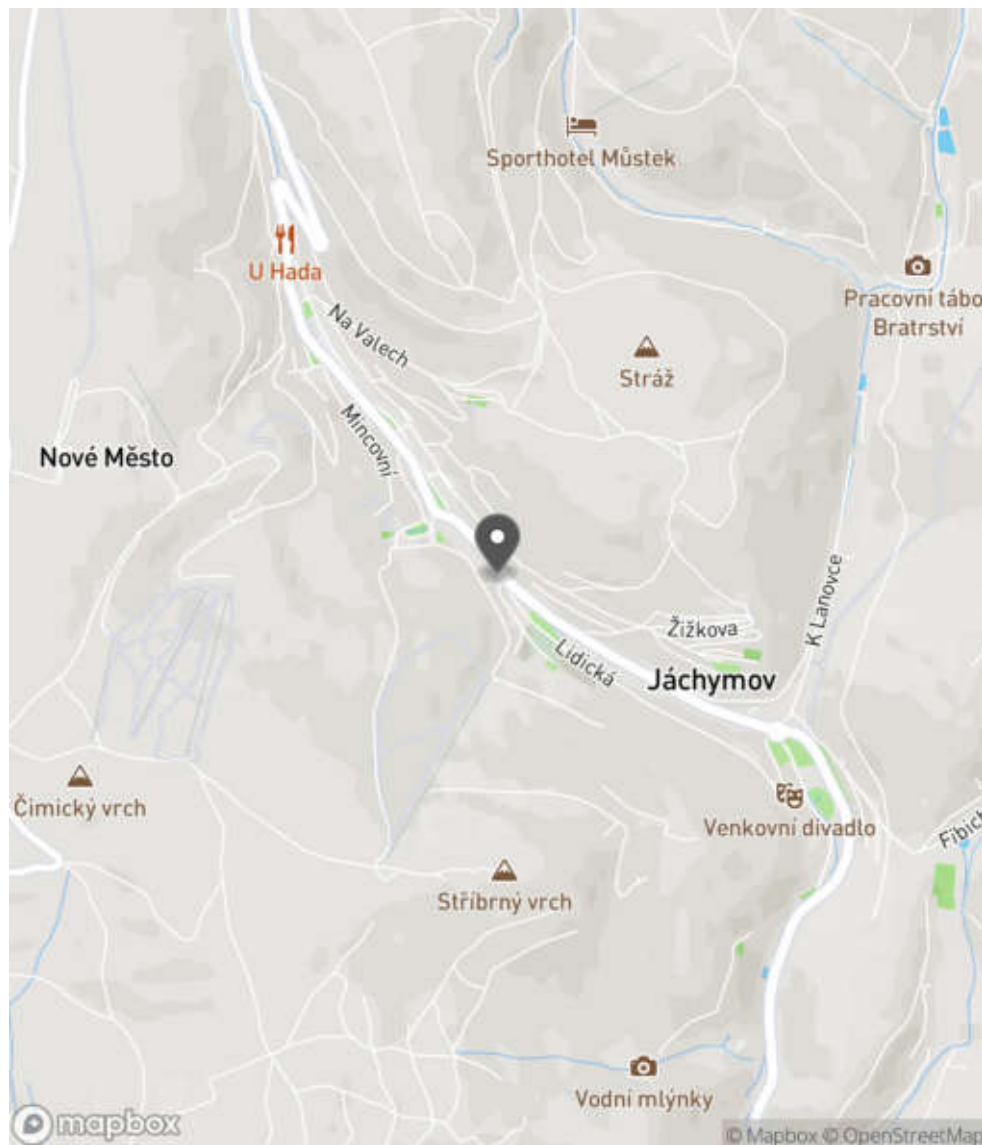 Sporthotel Můstek
U Hada
Pracovní tábo
Bratrství
Na Valech
Stráž
Mincovní
Nové Město
K Lanovce
Žižkova
Lidická
Jáchymov
Čimický vrch
Venkovní divadlo
Fibich
Stříbrný vrch
Vodní mlýnky
mapbox
© Mapbox © OpenStreetMap